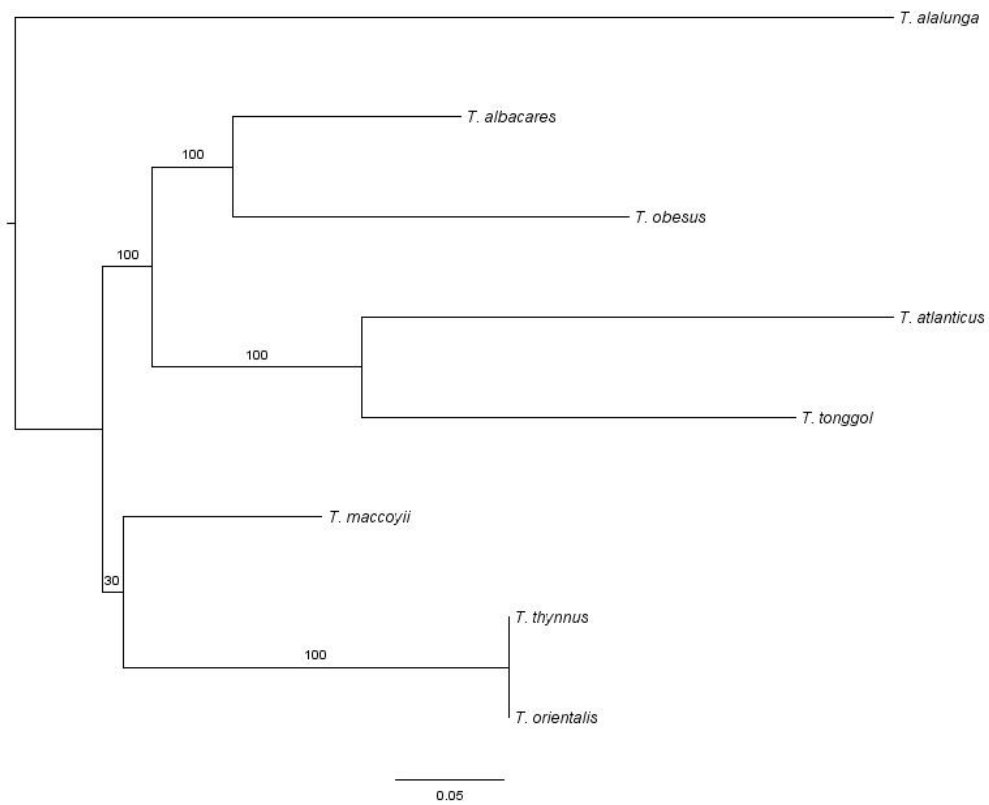 T. alalunga
T. albacares
100
T. obesus
100
T. atlanticus
100
T. tonggol
T. maccoyii
30
T. thynnus
100
T. orientalis
0.05